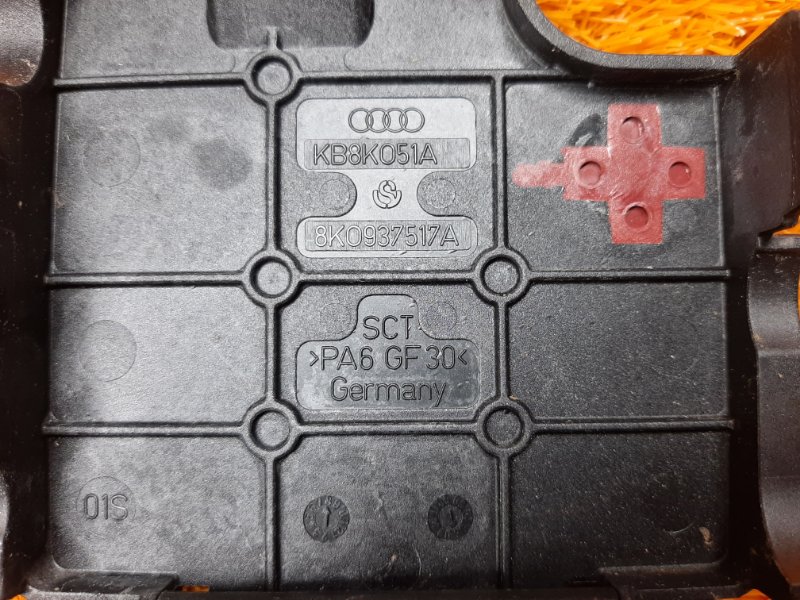 KB8K051A
8K0937517A
SCT
>PA6 GF30<
Germany
01S